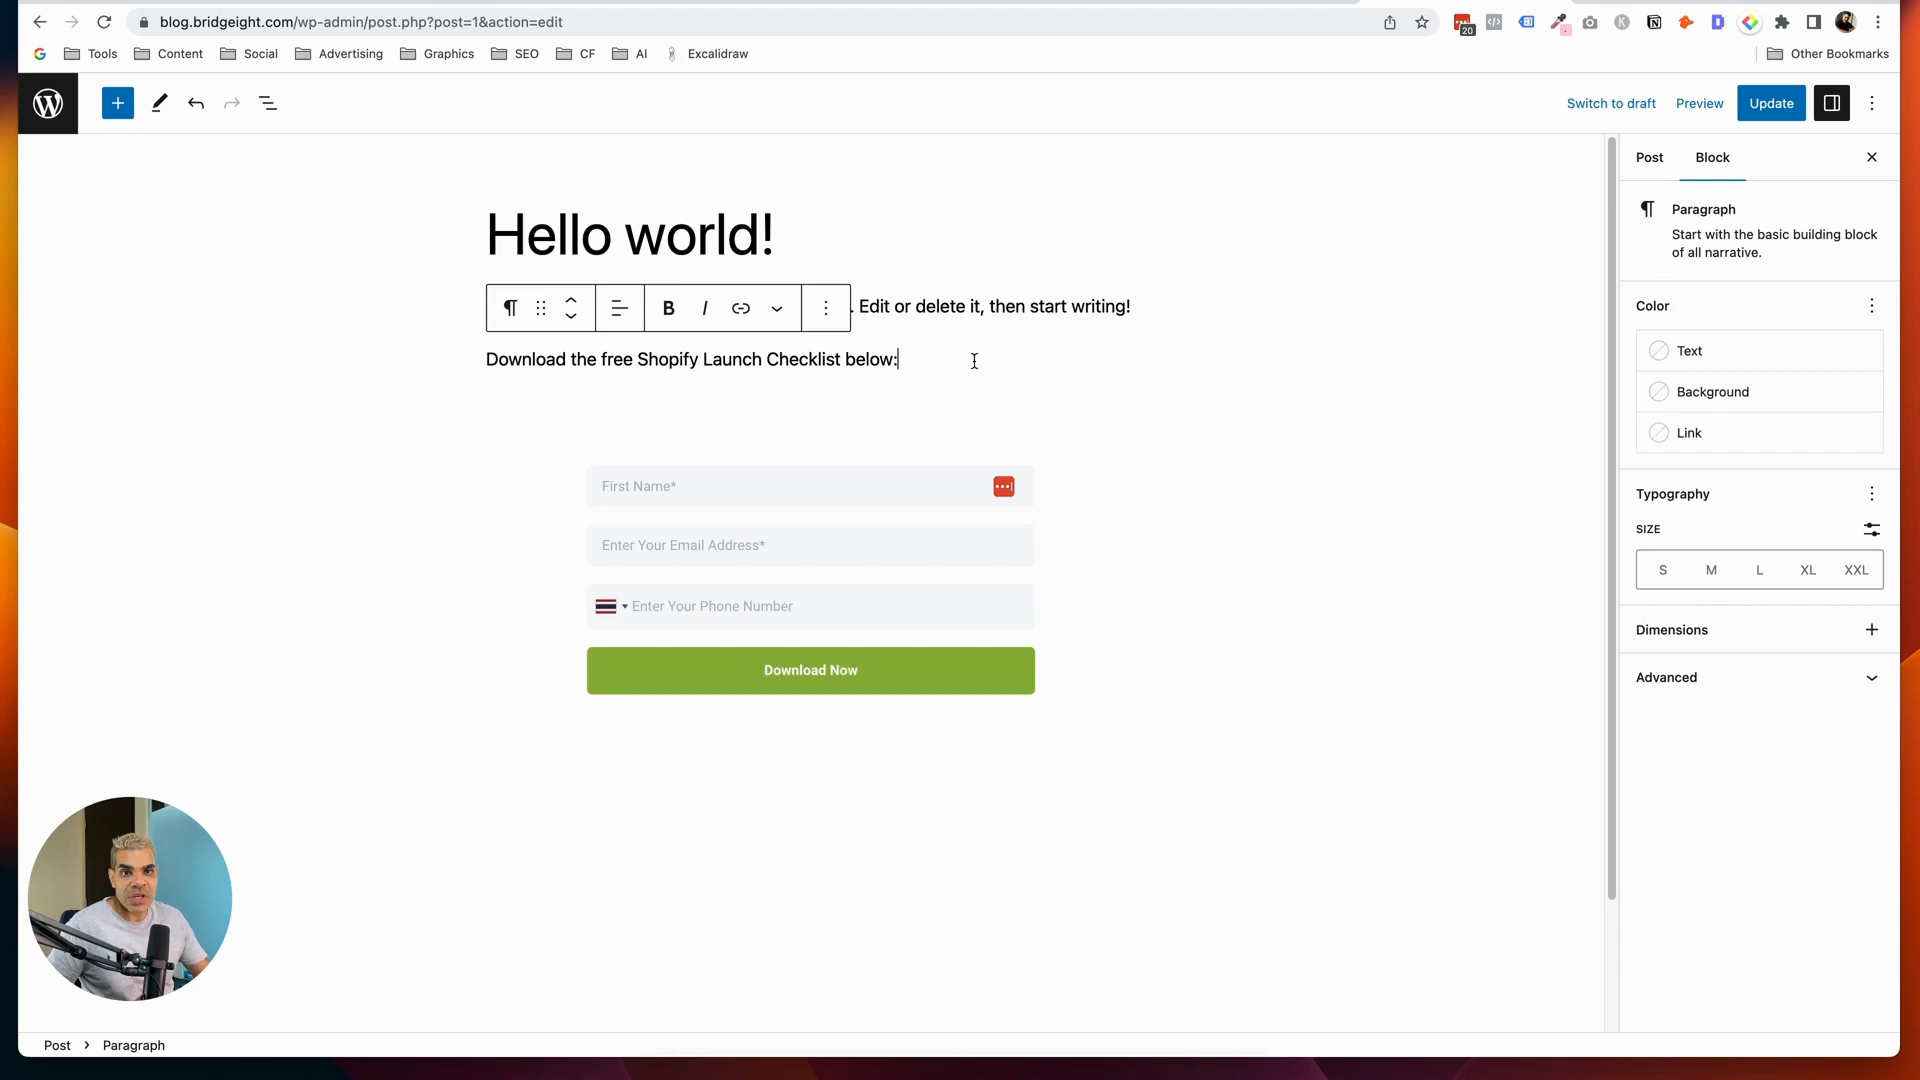 blog.bridgeight.com/wp-admin/post.php?post=1&action=edit
20
Tools
Content
Social
Advertising
Graphics
SEO
CF
AI
Excalidraw
Other Bookmarks
Switch to draft
Preview
Update
Post
Block
Hello world!
Paragraph
Start with the basic building block
of all narrative.
B
I
. Edit or delete it, then start writing!
Color
Download the free Shopify Launch Checklist below:
Text
Background
Link
First Name*
Typography
SIZE
Enter Your Email Address*
S
M
L
XL
XXL
Enter Your Phone Number
Dimensions
Download Now
Advanced
Post
Paragraph